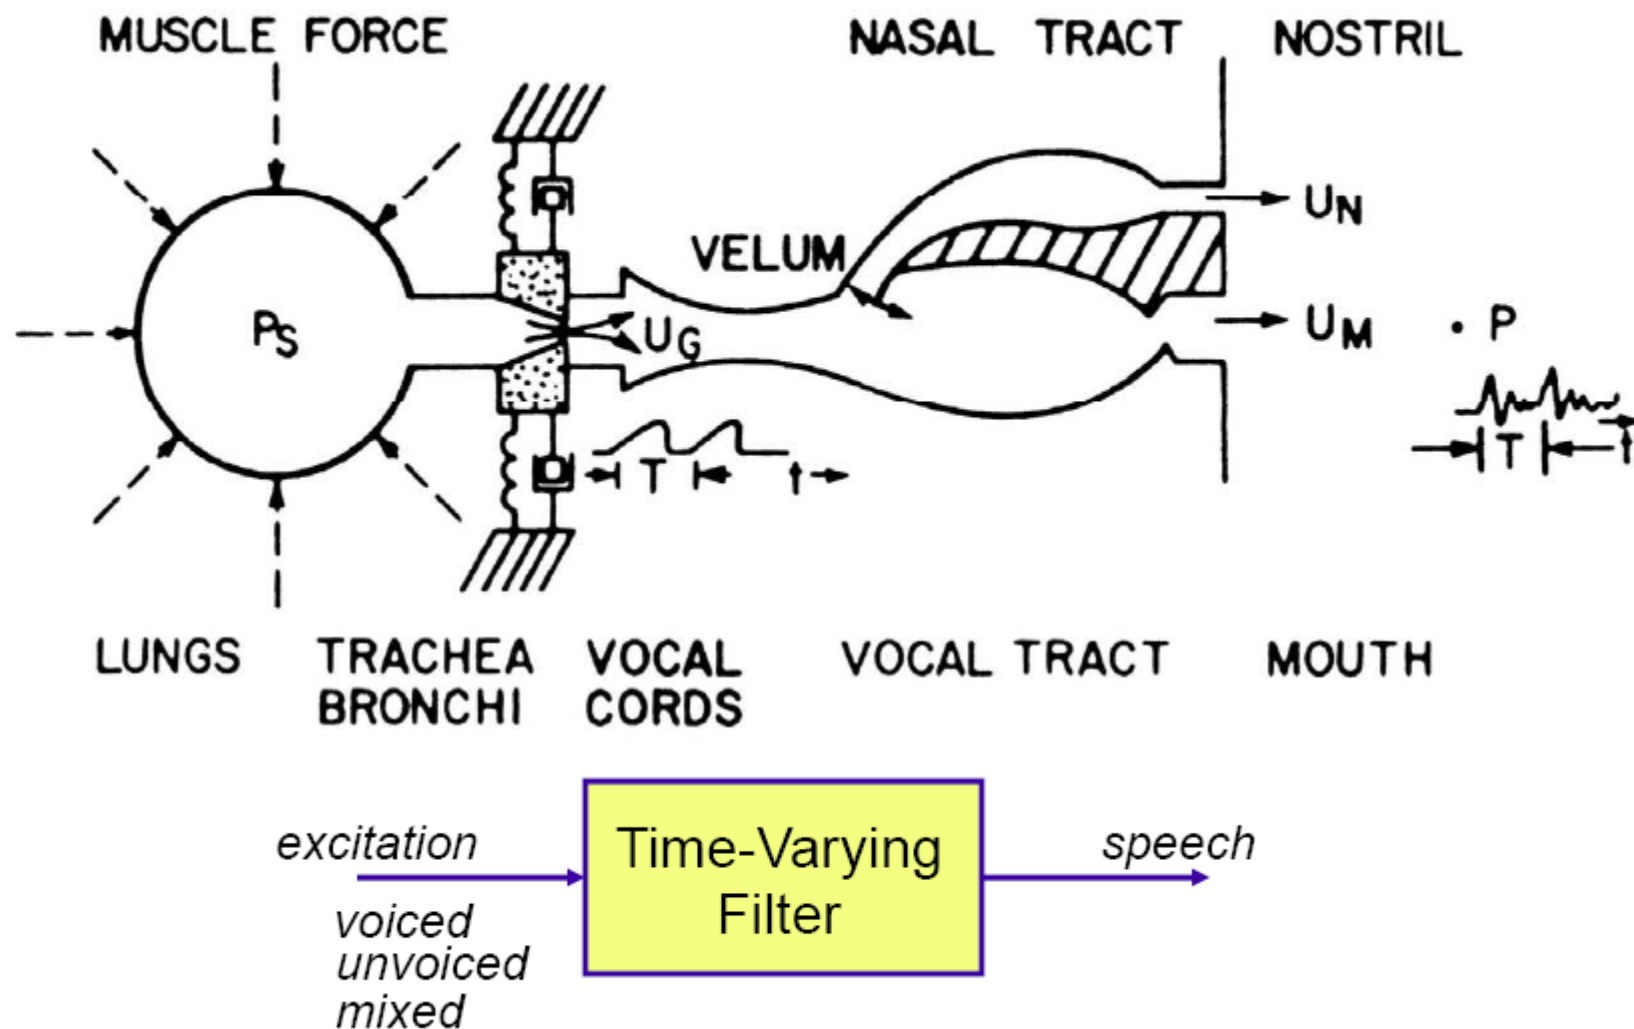 MUSCLE FORCE
NASAL TRACT
NOSTRIL
U_N
VELUM
P_S
U_G
U_M
. P
T
t
T
t
LUNGS
TRACHEA
BRONCHI
VOCAL
CORDS
VOCAL TRACT
MOUTH
excitation
Time-Varying
Filter
speech
voiced
unvoiced
mixed